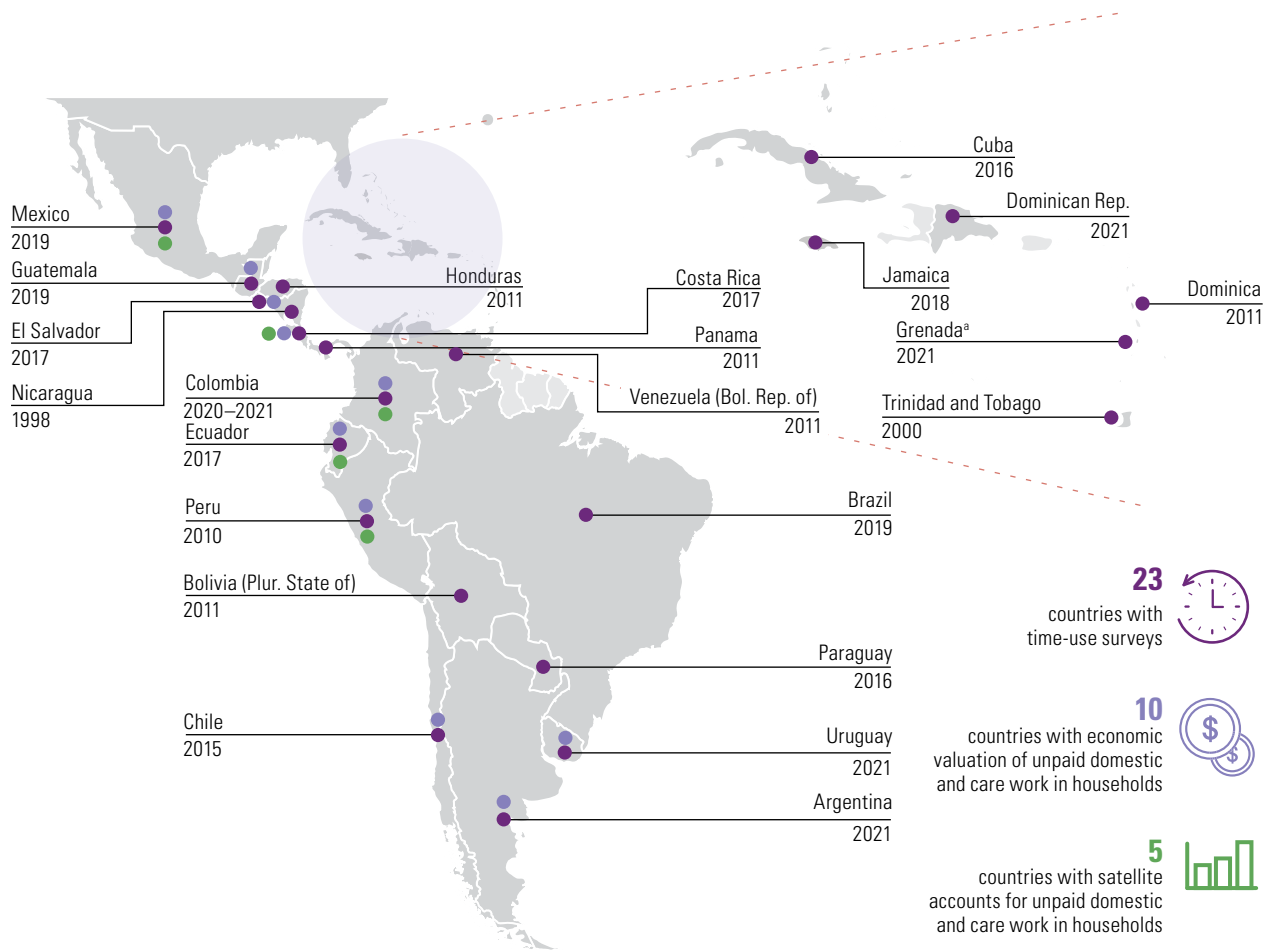 Mexico
2019
Guatemala
2019
El Salvador
2017
Nicaragua
1998
Honduras
2011
Costa Rica
2017
Panama
2011
Venezuela (Bol. Rep. of)
2011
Colombia
2020–2021
Ecuador
2017
Peru
2010
Bolivia (Plur. State of)
2011
Chile
2015
Brazil
2019
Paraguay
2016
Uruguay
2021
Argentina
2021
Cuba
2016
Dominican Rep.
2021
Jamaica
2018
Dominica
2011
Grenadaª
2021
Trinidad and Tobago
2000
23
countries with
time-use surveys
10
countries with economic
valuation of unpaid domestic
and care work in households
$
$
5
countries with satellite
accounts for unpaid domestic
and care work in households